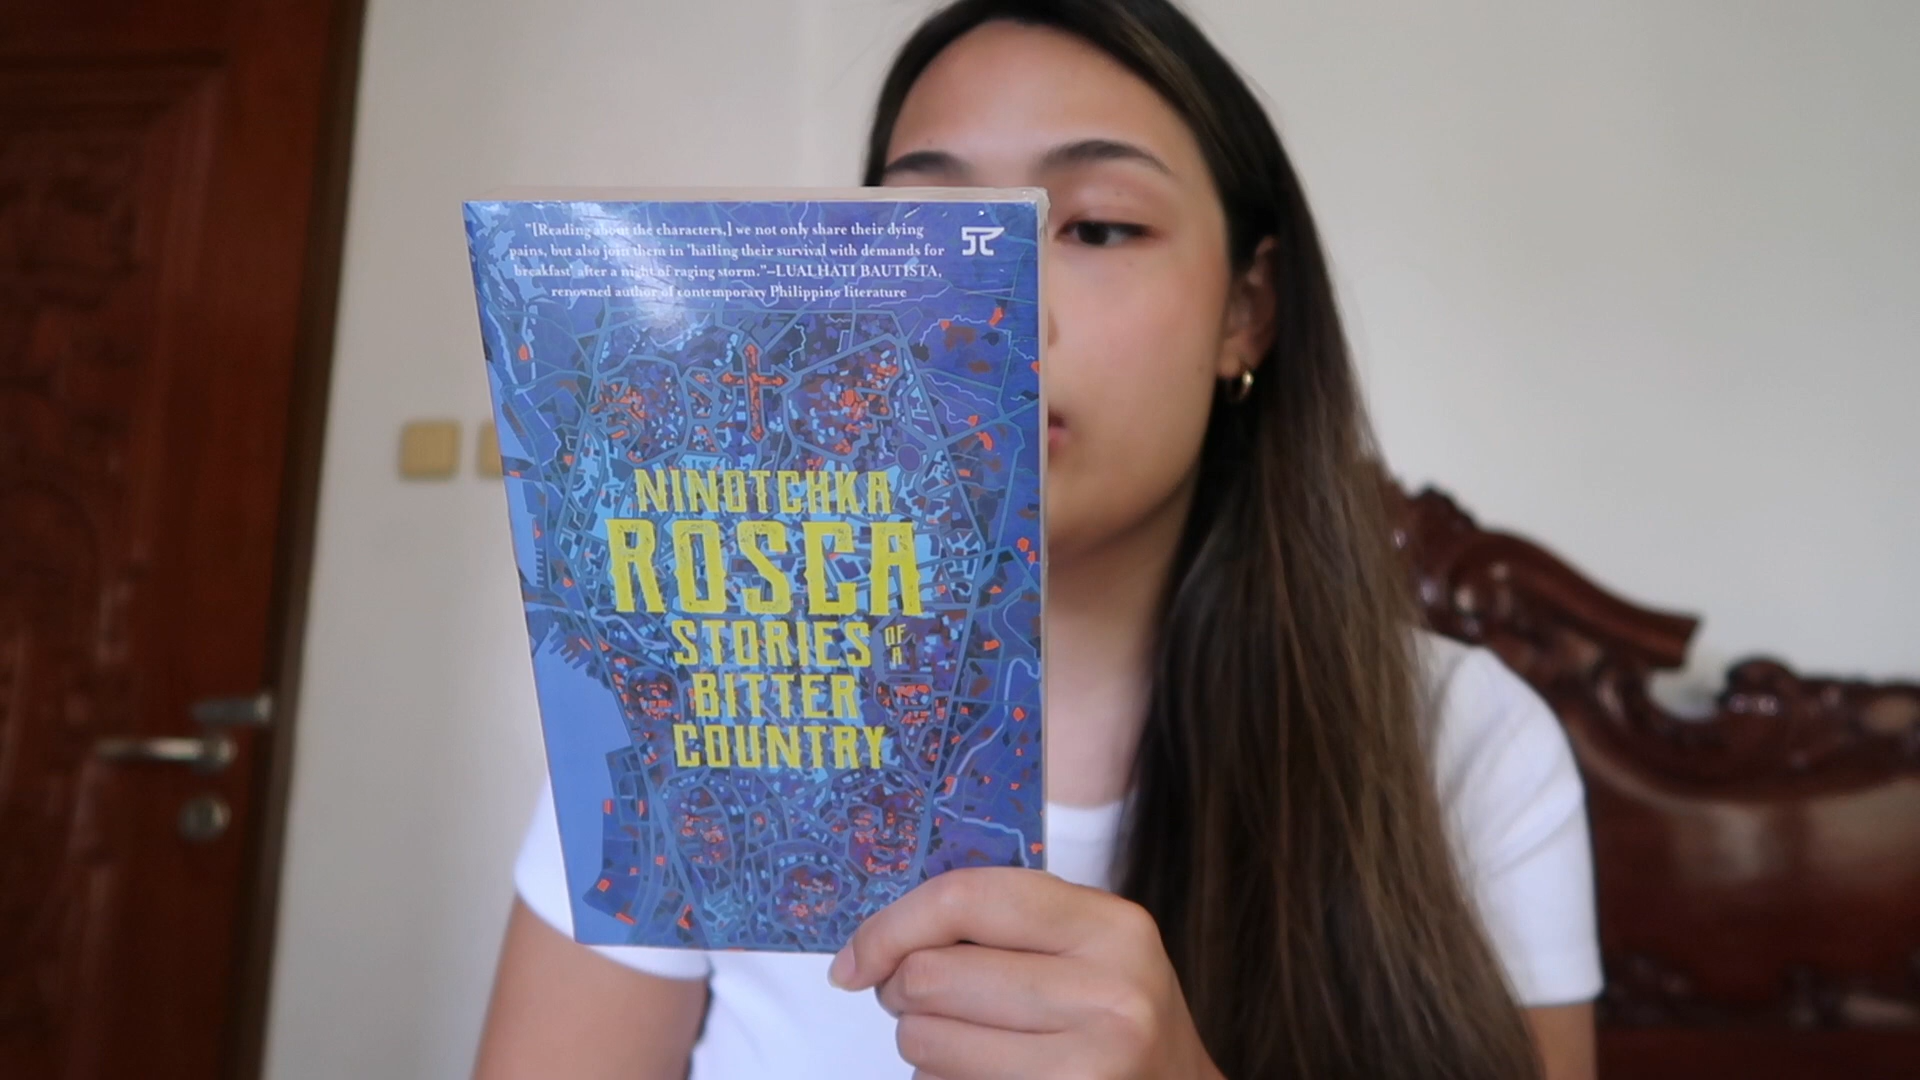 "[Reading about the characters,] we not only share their dying
pains, but also join them in 'hailing their survival with demands for
breakfast' after a night of raging storm."—LUALHATI BAUTISTA,
renowned author of contemporary Philippine literature
NINOTCHKA
ROSCA
STORIES OF A
BITTER
COUNTRY